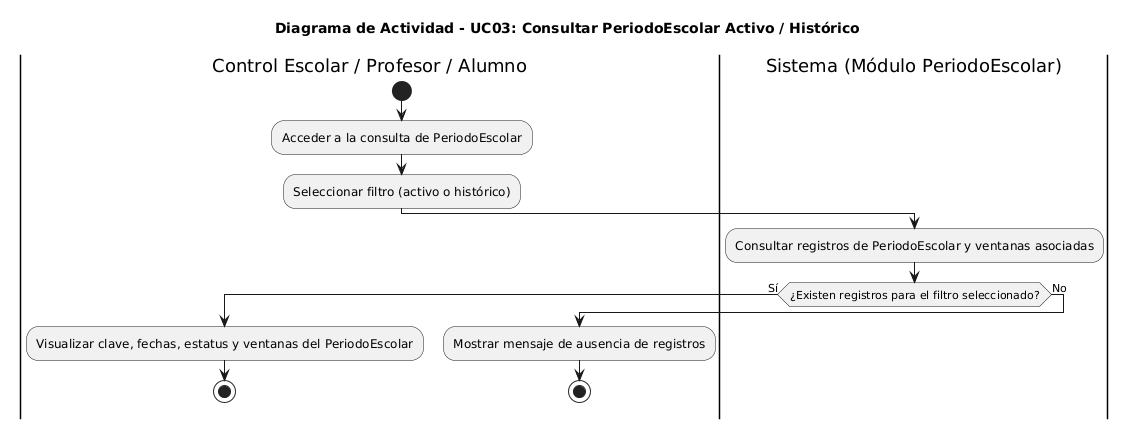 Diagrama de Actividad - UC03: Consultar PeriodoEscolar Activo / Histórico
Control Escolar / Profesor / Alumno
Sistema (Módulo PeriodoEscolar)
Acceder a la consulta de PeriodoEscolar
Seleccionar filtro (activo o histórico)
Consultar registros de PeriodoEscolar y ventanas asociadas
Sí
¿Existen registros para el filtro seleccionado?
No
Visualizar clave, fechas, estatus y ventanas del PeriodoEscolar
Mostrar mensaje de ausencia de registros